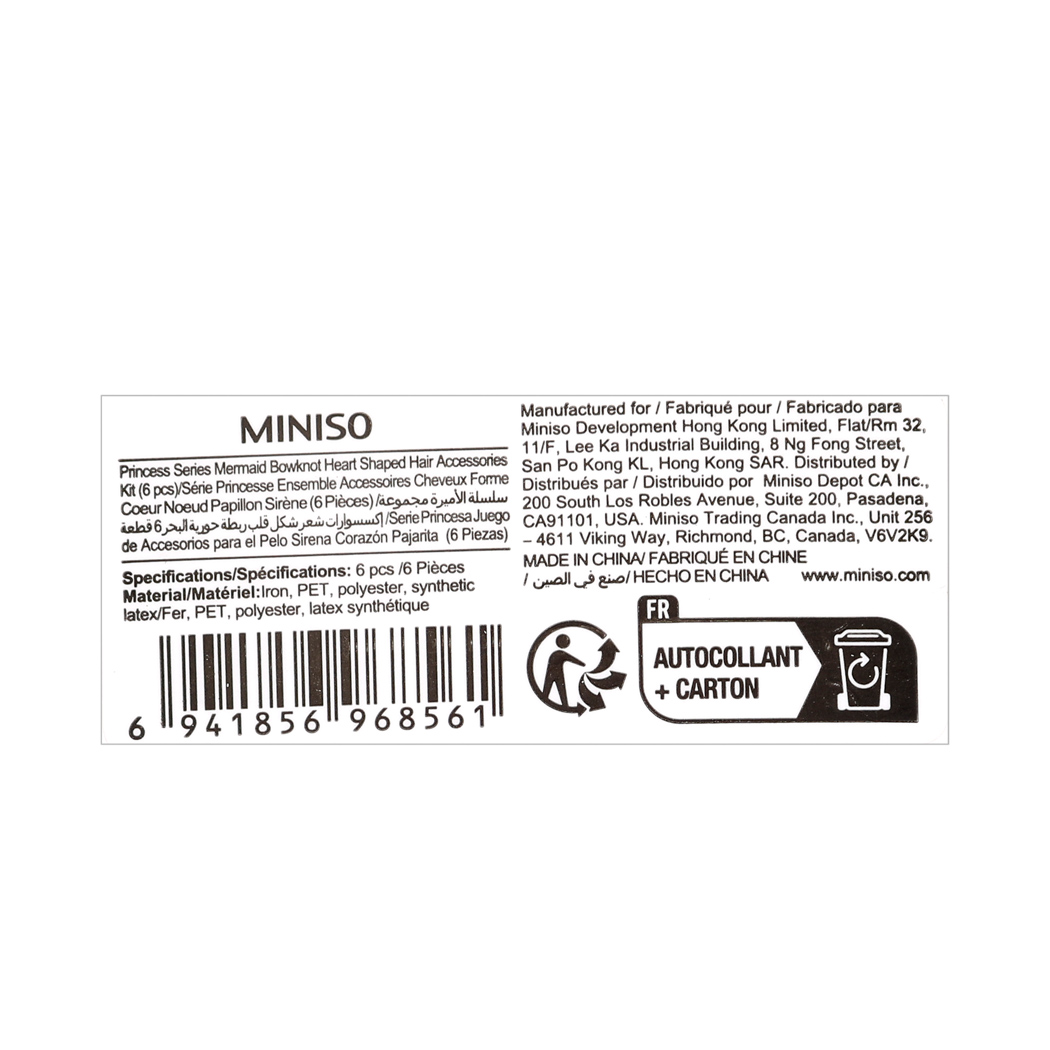 MINISO
Princess Series Mermaid Bowknot Heart Shaped Hair Accessories
Kit (6 pcs)/Série Princesse Ensemble Accessoires Cheveux Forme
Coeur Noeud Papillon Sirène (6 Pièces) /سلسلة الأميرة مجموعة
إكسسوارات شعر شكل قلب ربطة حورية البحر 6 قطعة /Serie Princesa Juego
de Accesorios para el Pelo Sirena Corazón Pajarita (6 Piezas)
Specifications/Spécifications: 6 pcs /6 Pièces
Material/Matériel:Iron, PET, polyester, synthetic
latex/Fer, PET, polyester, latex synthétique
6 941856 968561
Manufactured for / Fabriqué pour / Fabricado para
Miniso Development Hong Kong Limited, Flat/Rm 32,
11/F, Lee Ka Industrial Building, 8 Ng Fong Street,
San Po Kong KL, Hong Kong SAR. Distributed by /
Distribués par / Distribuido por Miniso Depot CA Inc.,
200 South Los Robles Avenue, Suite 200, Pasadena,
CA91101, USA. Miniso Trading Canada Inc., Unit 256
– 4611 Viking Way, Richmond, BC, Canada, V6V2K9.
MADE IN CHINA/ FABRIQUÉ EN CHINE
/ صنع في الصين/ HECHO EN CHINA www.miniso.com
FR
AUTOCOLLANT
+ CARTON